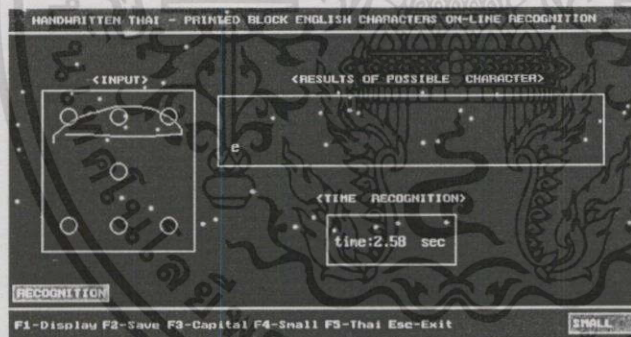 HANDWRITTEN THAI - PRINTED BLOCK ENGLISH CHARACTERS ON-LINE RECOGNITION
<INPUT>
<RESULTS OF POSSIBLE CHARACTER>
e
<TIME RECOGNITION>
time:2.58 sec
RECOGNITION
F1-Display F2-Save F3-Capital F4-Small F5-Thai Esc-Exit
SMALL